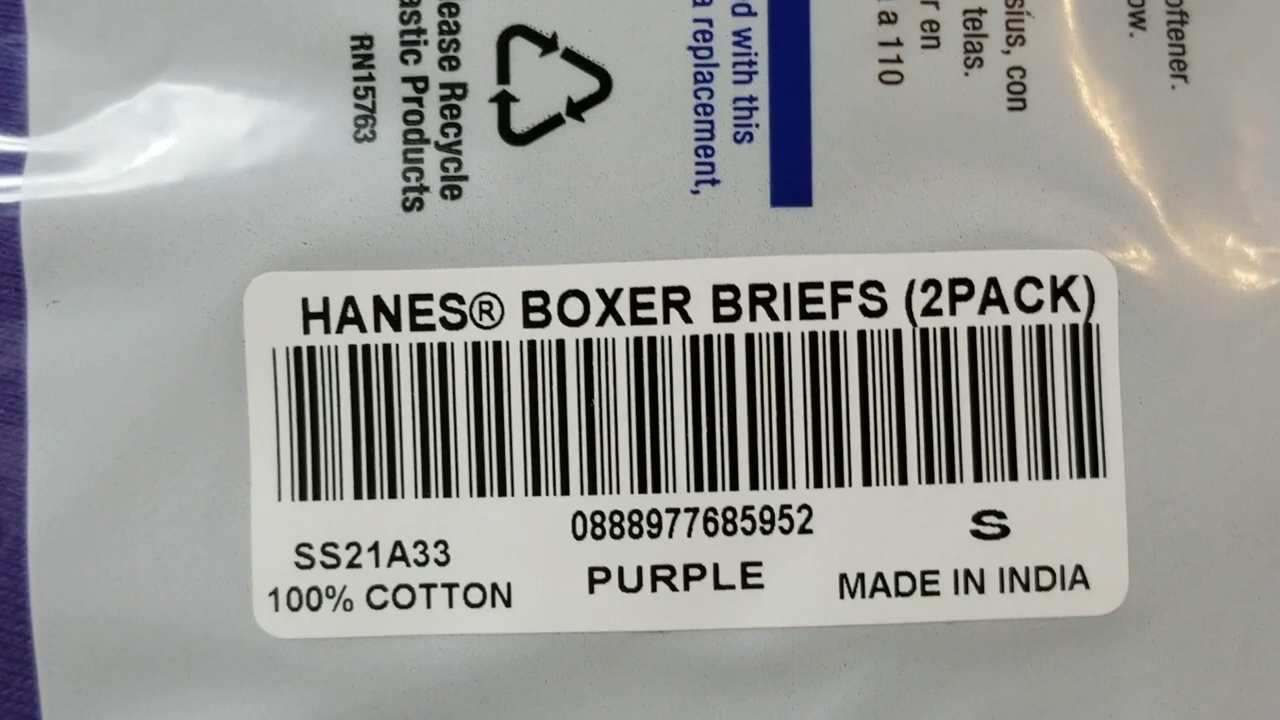 oftener.
ow.
síus, con
telas.
r en
a 110
d with this
a replacement,
ease Recycle
astic Products
RN15763
HANES® BOXER BRIEFS (2PACK)
0888977685952
S
SS21A33
100% COTTON
PURPLE
MADE IN INDIA